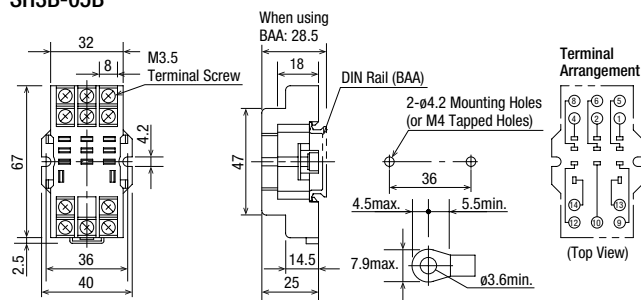 When using
BAA: 28.5
32
8
M3.5
Terminal Screw
18
DIN Rail (BAA)
67
4.2
47
2.5
36
40
14.5
25
2-ø4.2 Mounting Holes
(or M4 Tapped Holes)
36
4.5max.
5.5min.
7.9max.
ø3.6min.
Terminal
Arrangement
8 6 5
4 2 1
14 13
12 10 9
(Top View)